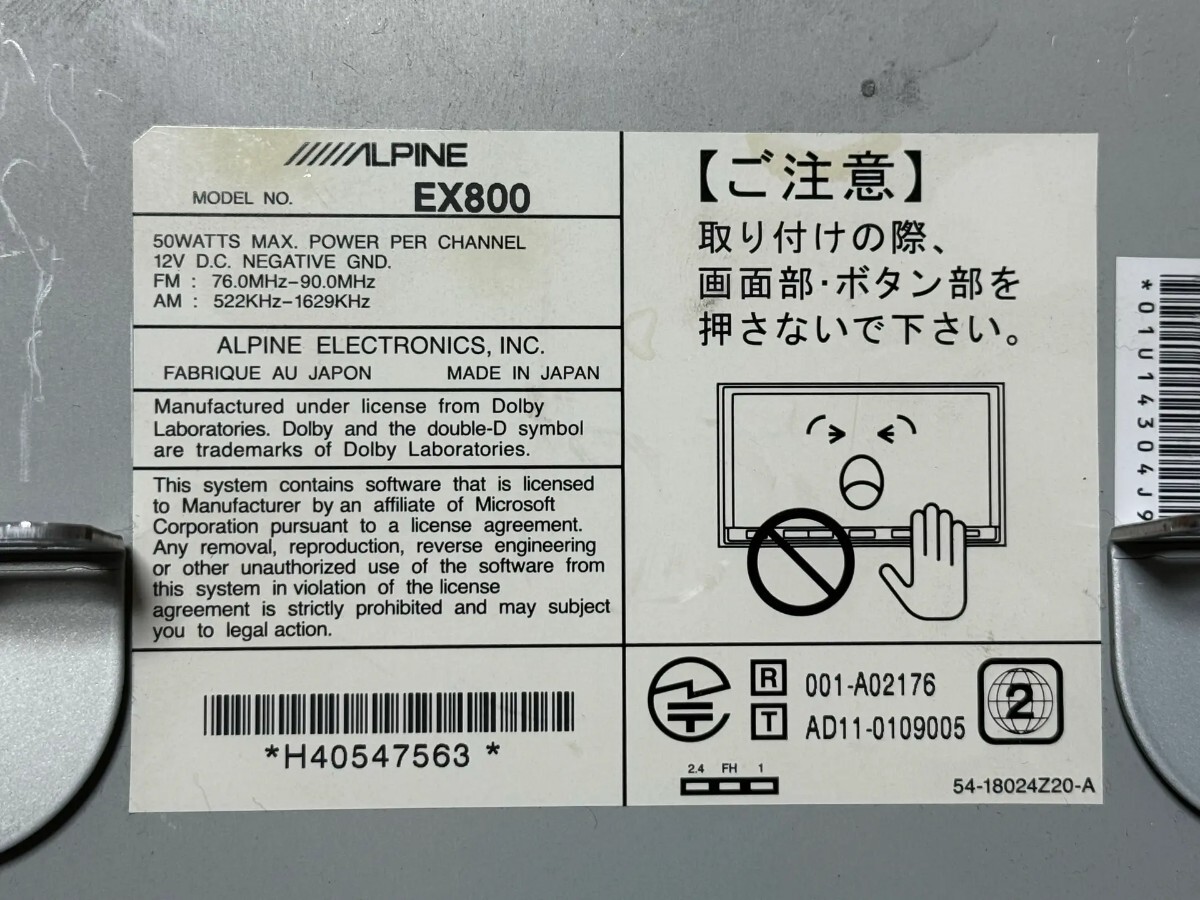 ALPINE
MODEL NO. EX800
50WATTS MAX. POWER PER CHANNEL
12V D.C. NEGATIVE GND.
FM : 76.0MHz-90.0MHz
AM : 522KHz-1629KHz
ALPINE ELECTRONICS, INC.
FABRIQUE AU JAPON MADE IN JAPAN
Manufactured under license from Dolby
Laboratories. Dolby and the double-D symbol
are trademarks of Dolby Laboratories.
This system contains software that is licensed
to Manufacturer by an affiliate of Microsoft
Corporation pursuant to a license agreement.
Any removal, reproduction, reverse engineering
or other unauthorized use of the software from
this system in violation of the license
agreement is strictly prohibited and may subject
you to legal action.
*H40547563 *
【ご注意】
取り付けの際、
画面部・ボタン部を
押さないで下さい。
R 001-A02176
T AD11-0109005
2
2.4 FH 1
54-18024Z20-A
*01U14304J9